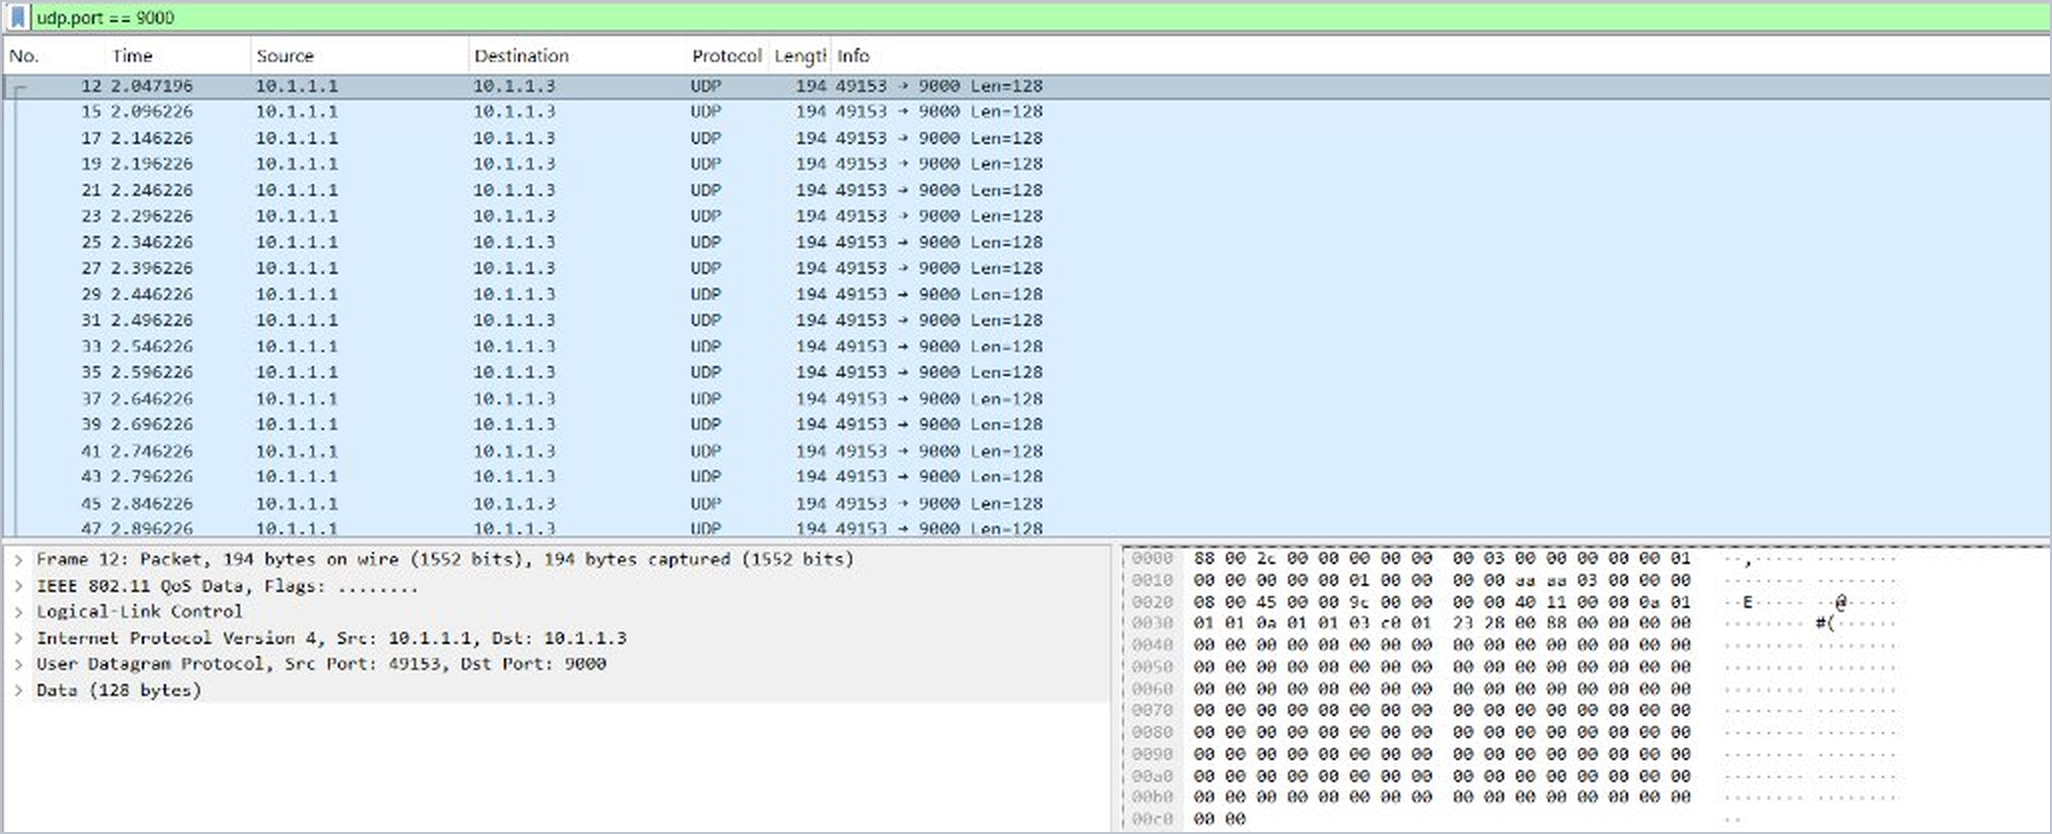 udp.port == 9000
No. Time Source Destination Protocol Length Info
12 2.047196 10.1.1.1 10.1.1.3 UDP 194 49153 → 9000 Len=128
15 2.096226 10.1.1.1 10.1.1.3 UDP 194 49153 → 9000 Len=128
17 2.146226 10.1.1.1 10.1.1.3 UDP 194 49153 → 9000 Len=128
19 2.196226 10.1.1.1 10.1.1.3 UDP 194 49153 → 9000 Len=128
21 2.246226 10.1.1.1 10.1.1.3 UDP 194 49153 → 9000 Len=128
23 2.296226 10.1.1.1 10.1.1.3 UDP 194 49153 → 9000 Len=128
25 2.346226 10.1.1.1 10.1.1.3 UDP 194 49153 → 9000 Len=128
27 2.396226 10.1.1.1 10.1.1.3 UDP 194 49153 → 9000 Len=128
29 2.446226 10.1.1.1 10.1.1.3 UDP 194 49153 → 9000 Len=128
31 2.496226 10.1.1.1 10.1.1.3 UDP 194 49153 → 9000 Len=128
33 2.546226 10.1.1.1 10.1.1.3 UDP 194 49153 → 9000 Len=128
35 2.596226 10.1.1.1 10.1.1.3 UDP 194 49153 → 9000 Len=128
37 2.646226 10.1.1.1 10.1.1.3 UDP 194 49153 → 9000 Len=128
39 2.696226 10.1.1.1 10.1.1.3 UDP 194 49153 → 9000 Len=128
41 2.746226 10.1.1.1 10.1.1.3 UDP 194 49153 → 9000 Len=128
43 2.796226 10.1.1.1 10.1.1.3 UDP 194 49153 → 9000 Len=128
45 2.846226 10.1.1.1 10.1.1.3 UDP 194 49153 → 9000 Len=128
47 2.896226 10.1.1.1 10.1.1.3 UDP 194 49153 → 9000 Len=128
> Frame 12: Packet, 194 bytes on wire (1552 bits), 194 bytes captured (1552 bits)
> IEEE 802.11 QoS Data, Flags: ........
> Logical-Link Control
> Internet Protocol Version 4, Src: 10.1.1.1, Dst: 10.1.1.3
> User Datagram Protocol, Src Port: 49153, Dst Port: 9000
> Data (128 bytes)
0000 88 00 2c 00 00 00 00 00 00 03 00 00 00 00 00 01 ··,····· ········
0010 00 00 00 00 00 01 00 00 00 00 aa aa 03 00 00 00 ········ ········
0020 08 00 45 00 00 9c 00 00 00 00 40 11 00 00 0a 01 ··E····· ··@·····
0030 01 01 0a 01 01 03 c0 01 23 28 00 88 00 00 00 00 ········ #(······
0040 00 00 00 00 00 00 00 00 00 00 00 00 00 00 00 00 ········ ········
0050 00 00 00 00 00 00 00 00 00 00 00 00 00 00 00 00 ········ ········
0060 00 00 00 00 00 00 00 00 00 00 00 00 00 00 00 00 ········ ········
0070 00 00 00 00 00 00 00 00 00 00 00 00 00 00 00 00 ········ ········
0080 00 00 00 00 00 00 00 00 00 00 00 00 00 00 00 00 ········ ········
0090 00 00 00 00 00 00 00 00 00 00 00 00 00 00 00 00 ········ ········
00a0 00 00 00 00 00 00 00 00 00 00 00 00 00 00 00 00 ········ ········
00b0 00 00 00 00 00 00 00 00 00 00 00 00 00 00 00 00 ········ ········
00c0 00 00 ··